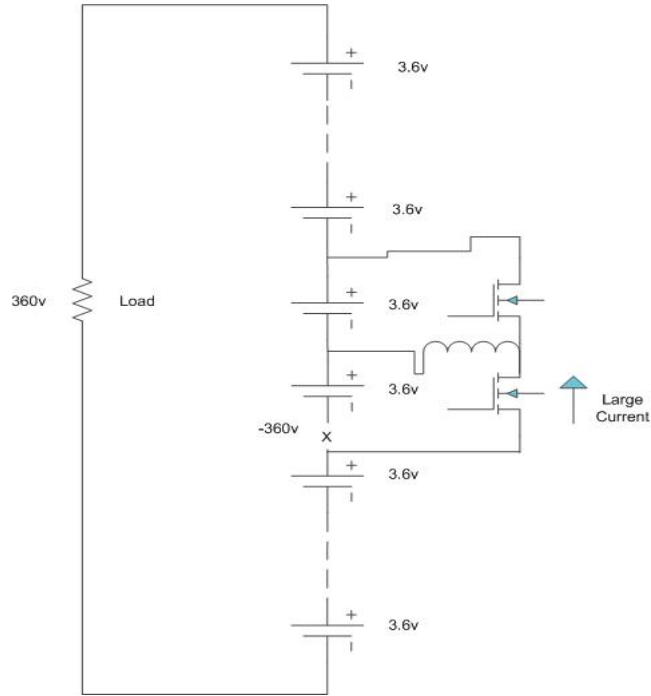 +
3.6v
–
+
3.6v
–
360v
Load
+
3.6v
–
+
3.6v
–
Large
Current
-360v
X
+
3.6v
–
+
3.6v
–